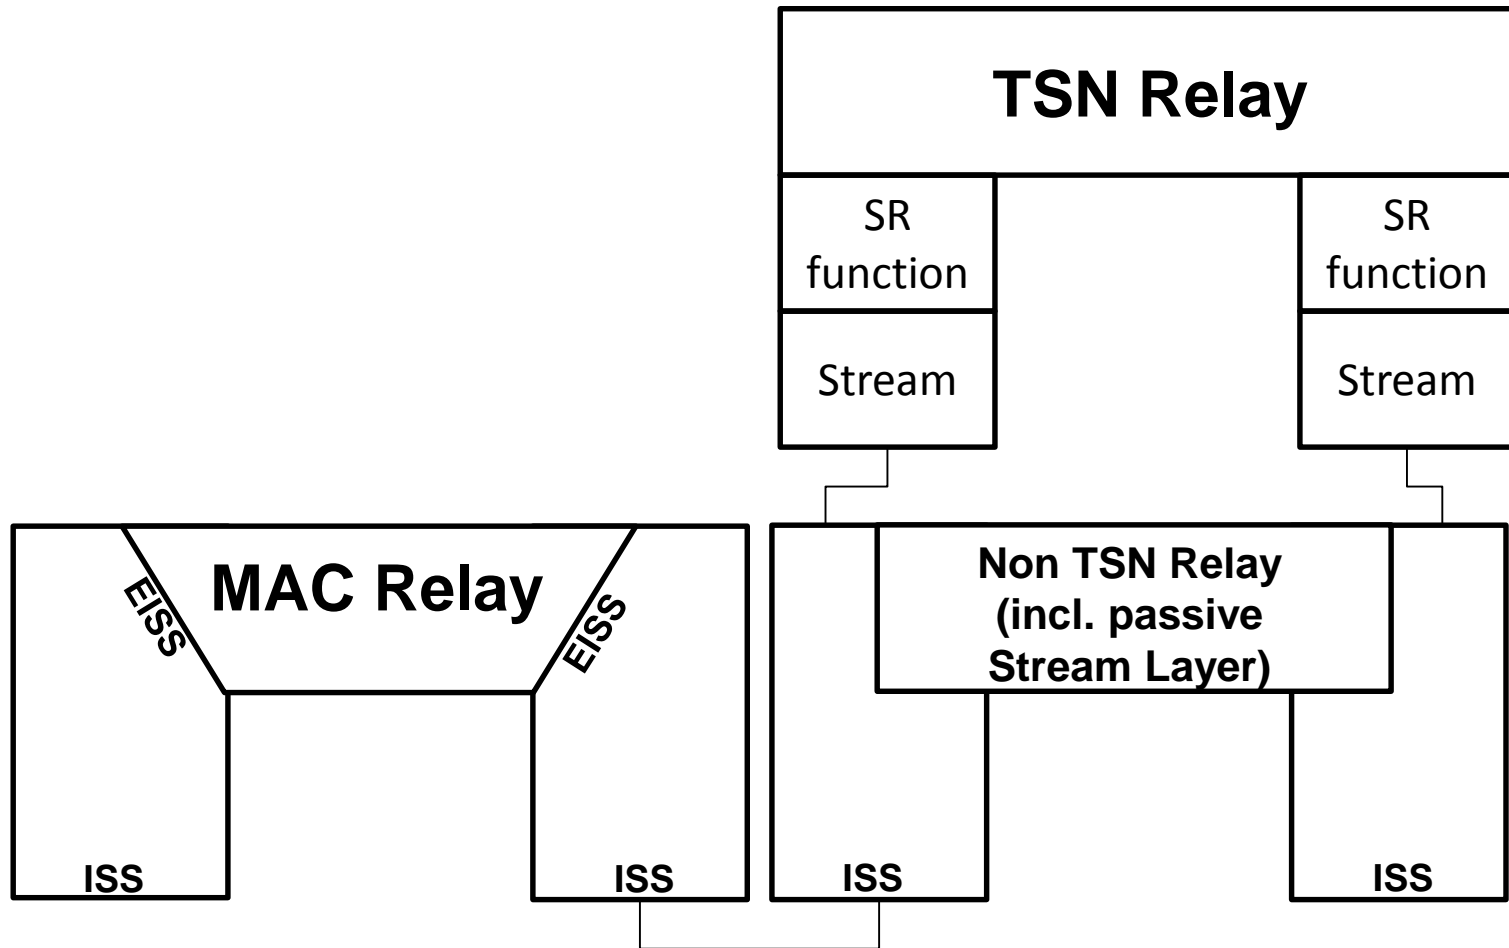 TSN Relay
SR
function
SR
function
Stream
Stream
MAC Relay
EISS
EISS
Non TSN Relay
(incl. passive
Stream Layer)
ISS
ISS
ISS
ISS